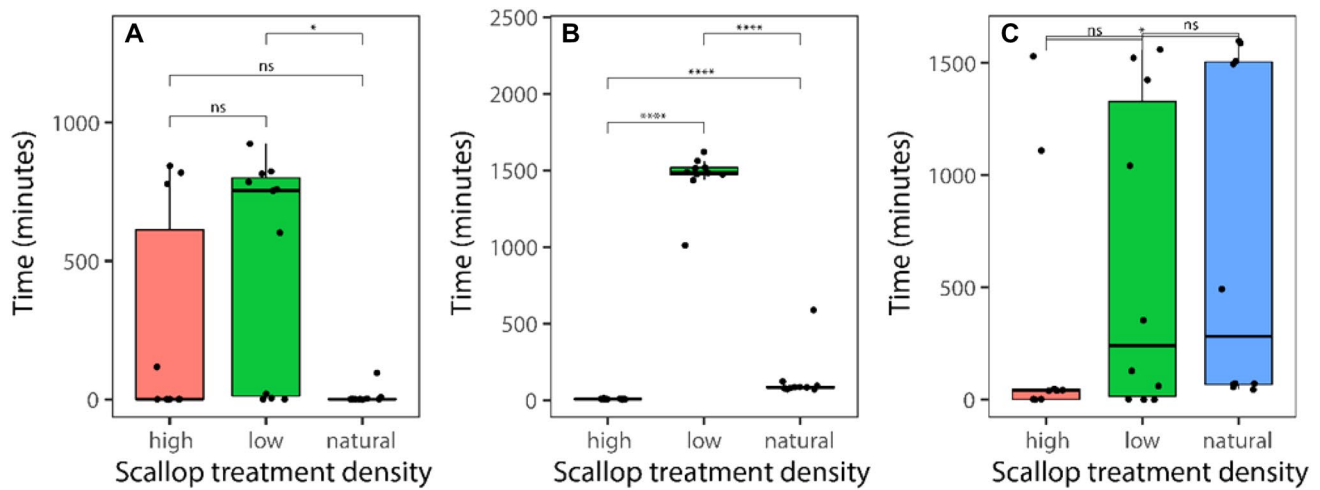 A
*
ns
ns
1000
500
0
Time (minutes)
high low natural
Scallop treatment density
B
2500
2000
1500
1000
500
0
****
****
****
Time (minutes)
high low natural
Scallop treatment density
C
ns * ns
1500
1000
500
0
Time (minutes)
high low natural
Scallop treatment density